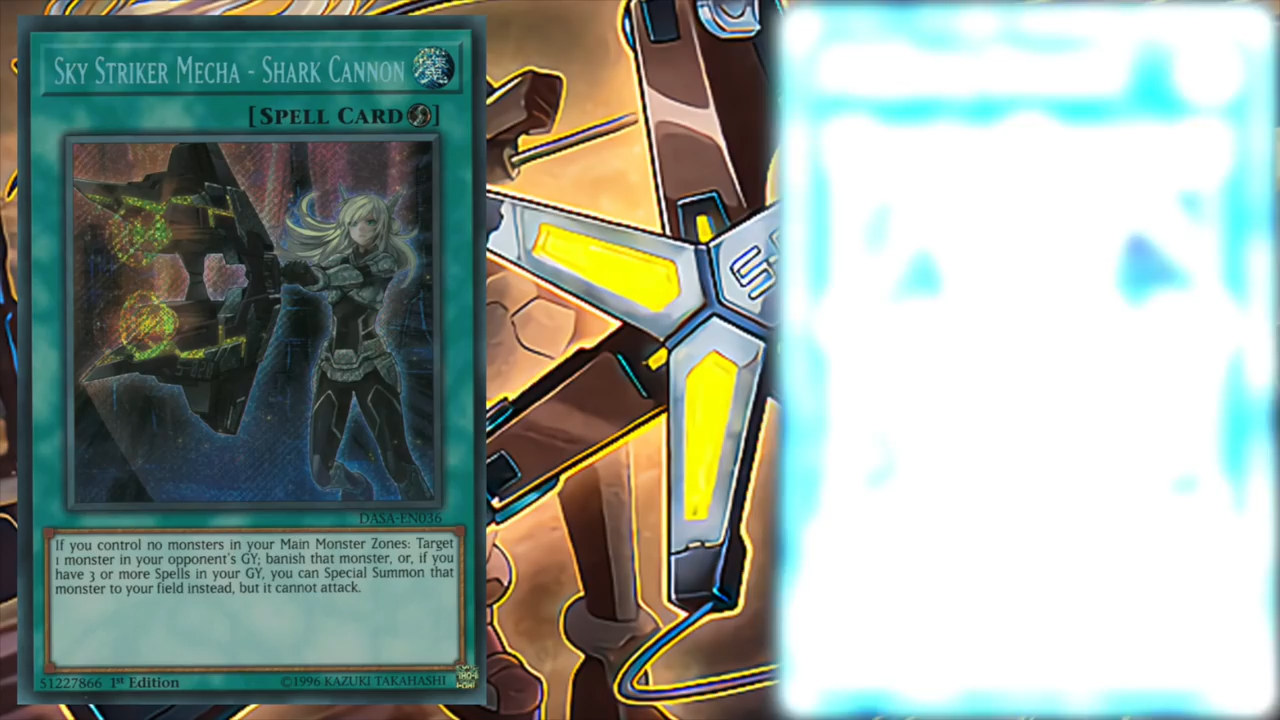 SKY STRIKER MECHA - SHARK CANNON
[SPELL CARD]
DASA-EN036
If you control no monsters in your Main Monster Zones: Target
1 monster in your opponent's GY; banish that monster, or, if you
have 3 or more Spells in your GY, you can Special Summon that
monster to your field instead, but it cannot attack.
51227866 1st Edition ©1996 KAZUKI TAKAHASHI